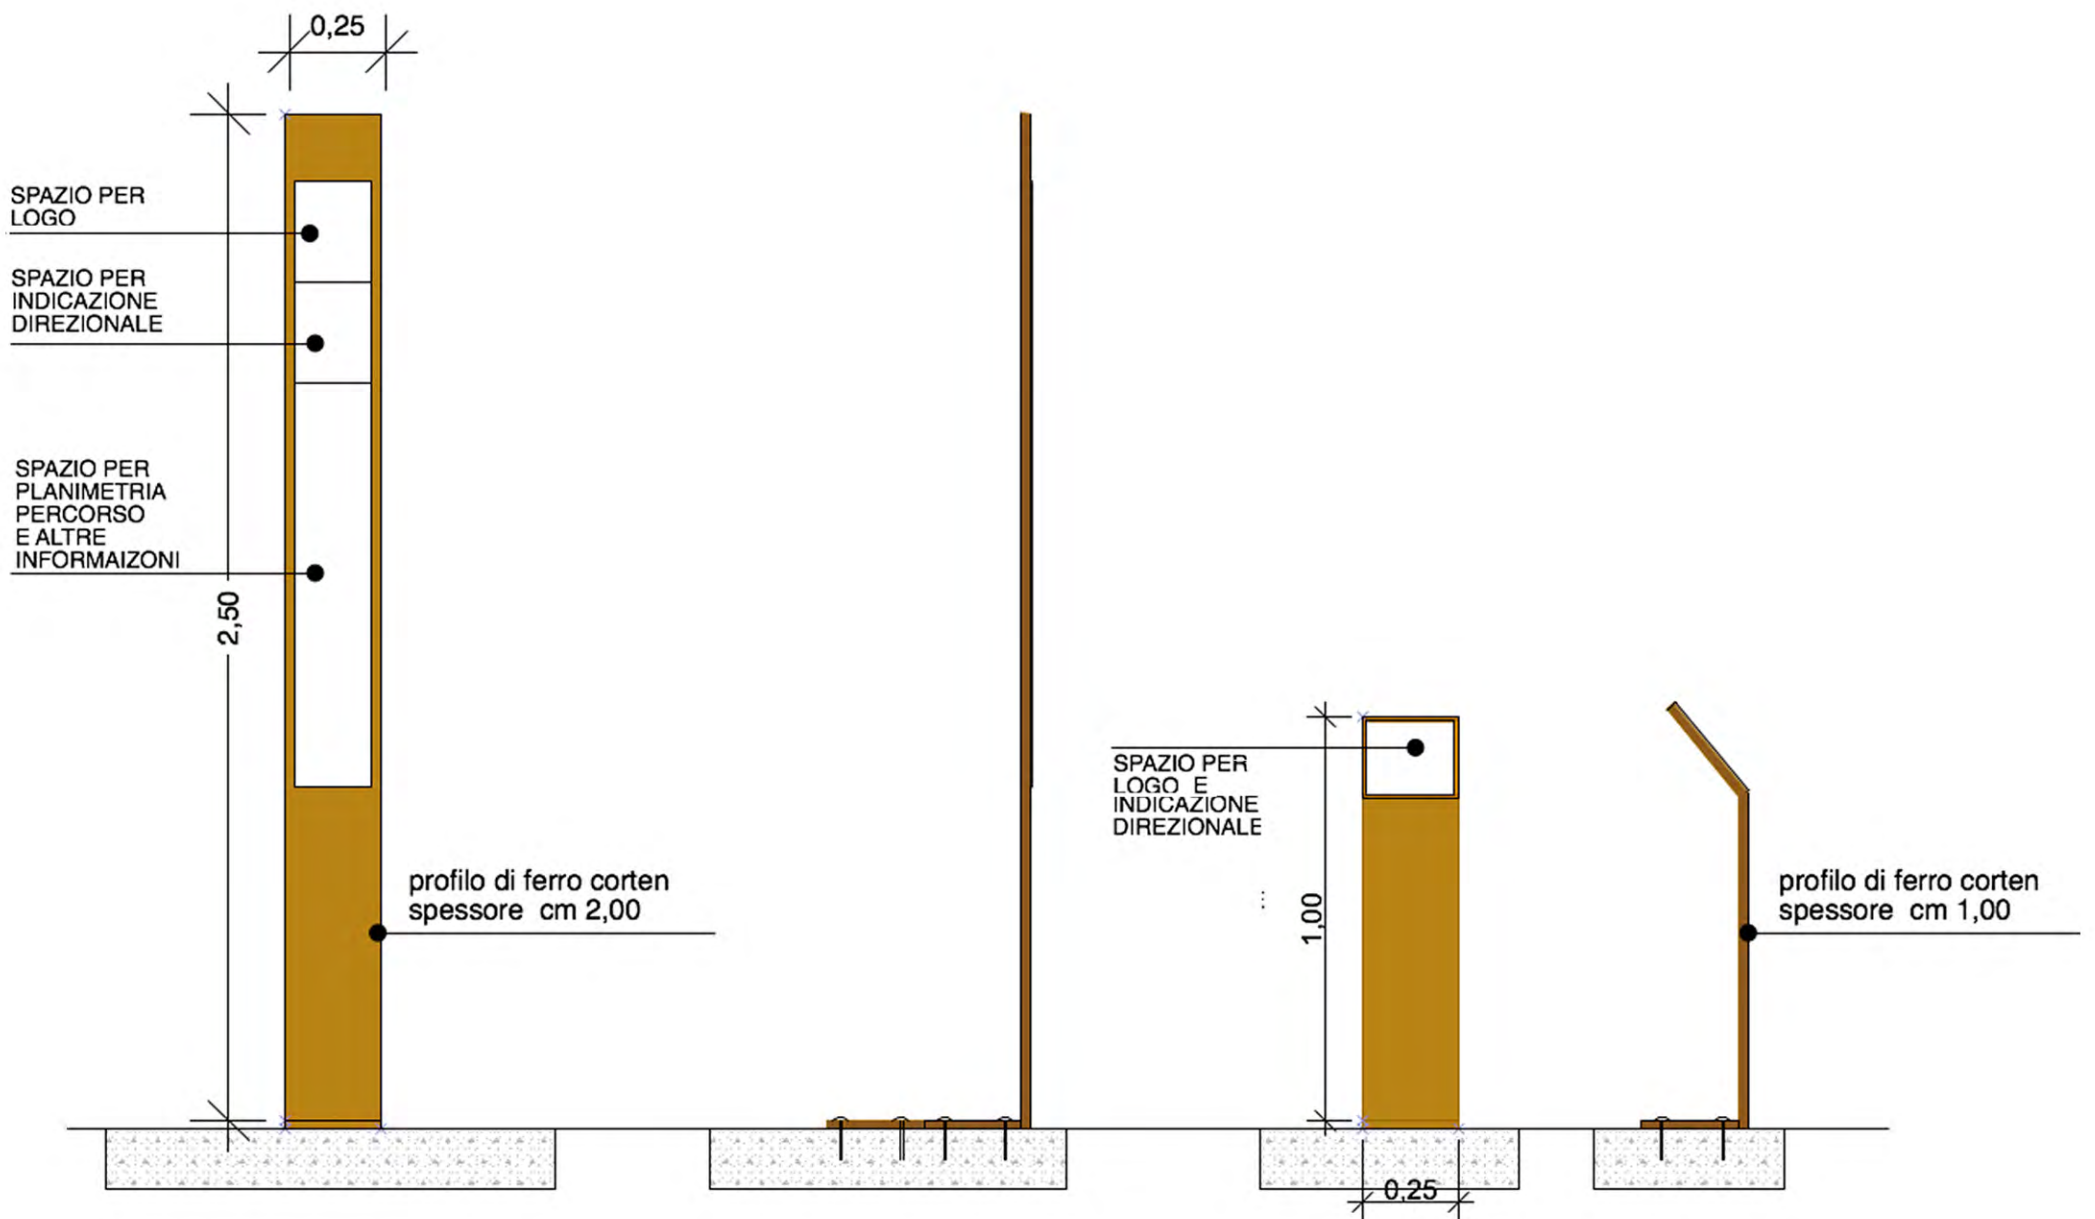 0,25
SPAZIO PER
LOGO
SPAZIO PER
INDICAZIONE
DIREZIONALE
SPAZIO PER
PLANIMETRIA
PERCORSO
E ALTRE
INFORMAIZONI
2,50
profilo di ferro corten
spessore cm 2,00
SPAZIO PER
LOGO E
INDICAZIONE
DIREZIONALE
1,00
0,25
profilo di ferro corten
spessore cm 1,00